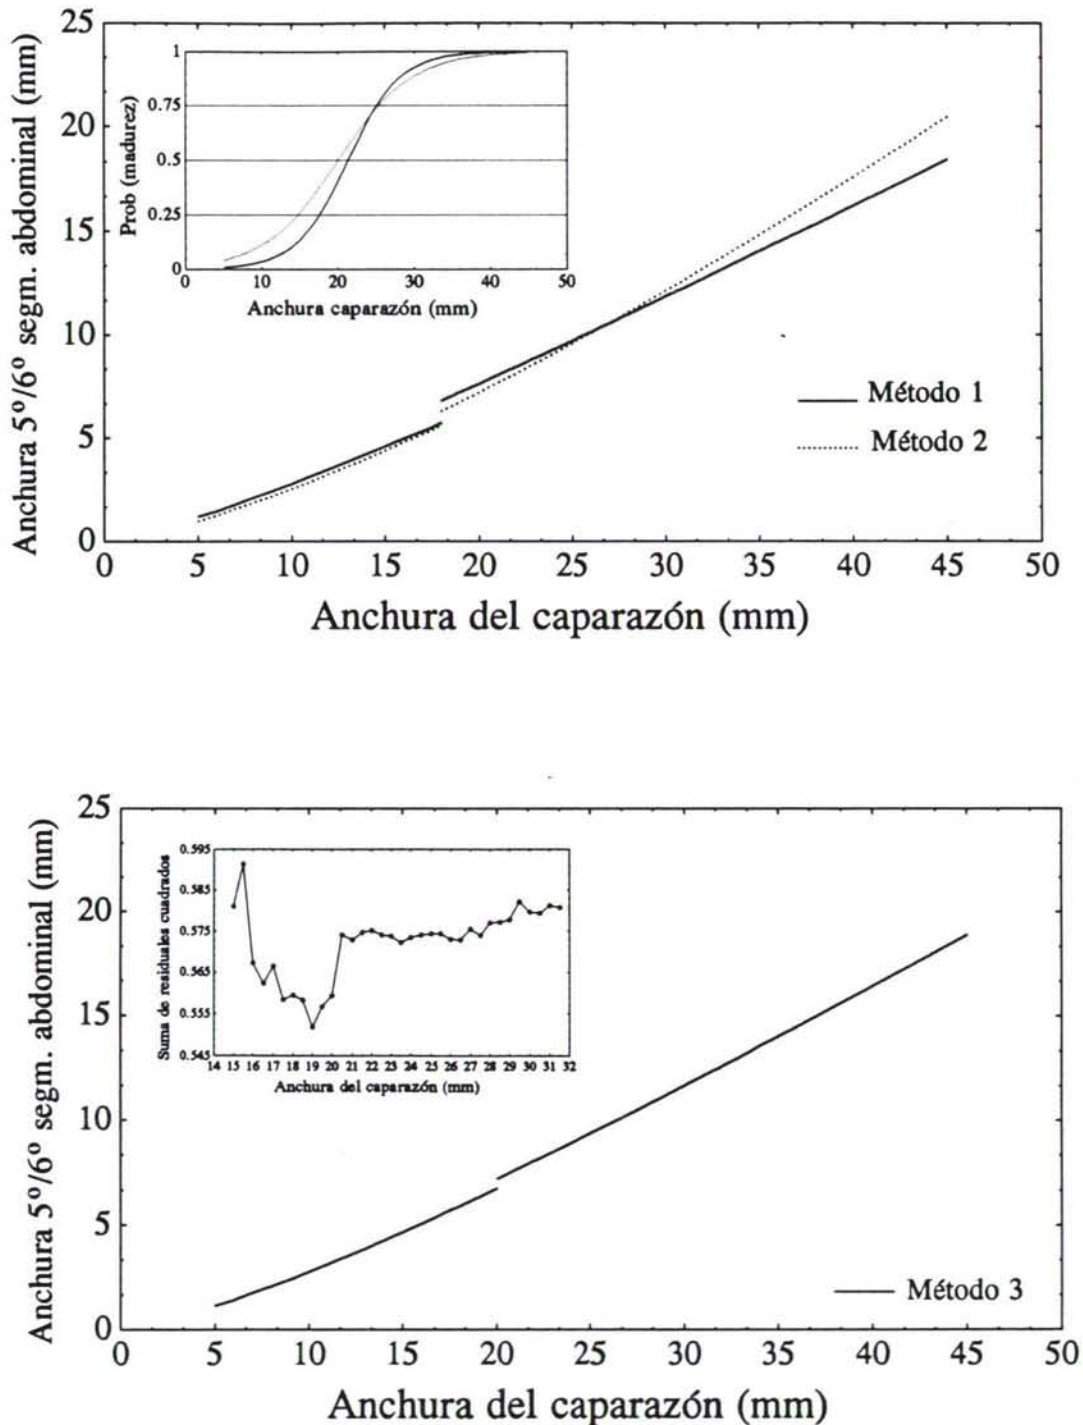 Anchura 5º/6º segm. abdominal (mm)
25
20
15
10
5
0
0 5 10 15 20 25 30 35 40 45 50
Anchura del caparazón (mm)
Prob (madurez)
1
0.75
0.5
0.25
0
0 10 20 30 40 50
Anchura caparazón (mm)
Método 1
Método 2
Anchura 5º/6º segm. abdominal (mm)
25
20
15
10
5
0
0 5 10 15 20 25 30 35 40 45 50
Anchura del caparazón (mm)
Suma de residuales cuadrados
0.595
0.585
0.575
0.565
0.555
0.545
14 15 16 17 18 19 20 21 22 23 24 25 26 27 28 29 30 31 32
Anchura del caparazón (mm)
Método 3